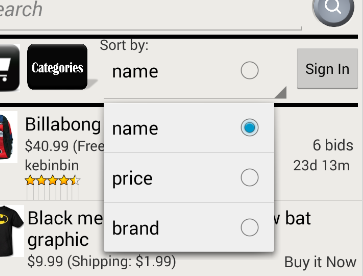 earch
Sort by:
Categories
name
Sign In
name
price
brand
Billabong
$40.99 (Free
6 bids
kebinbin
23d 13m
Black me
w bat
graphic
$9.99 (Shipping: $1.99)
Buy it Now